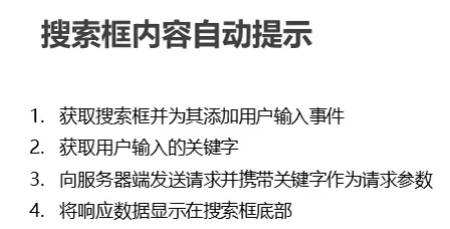 搜索框内容自动提示
1. 获取搜索框并为其添加用户输入事件
2. 获取用户输入的关键字
3. 向服务器端发送请求并携带关键字作为请求参数
4. 将响应数据显示在搜索框底部